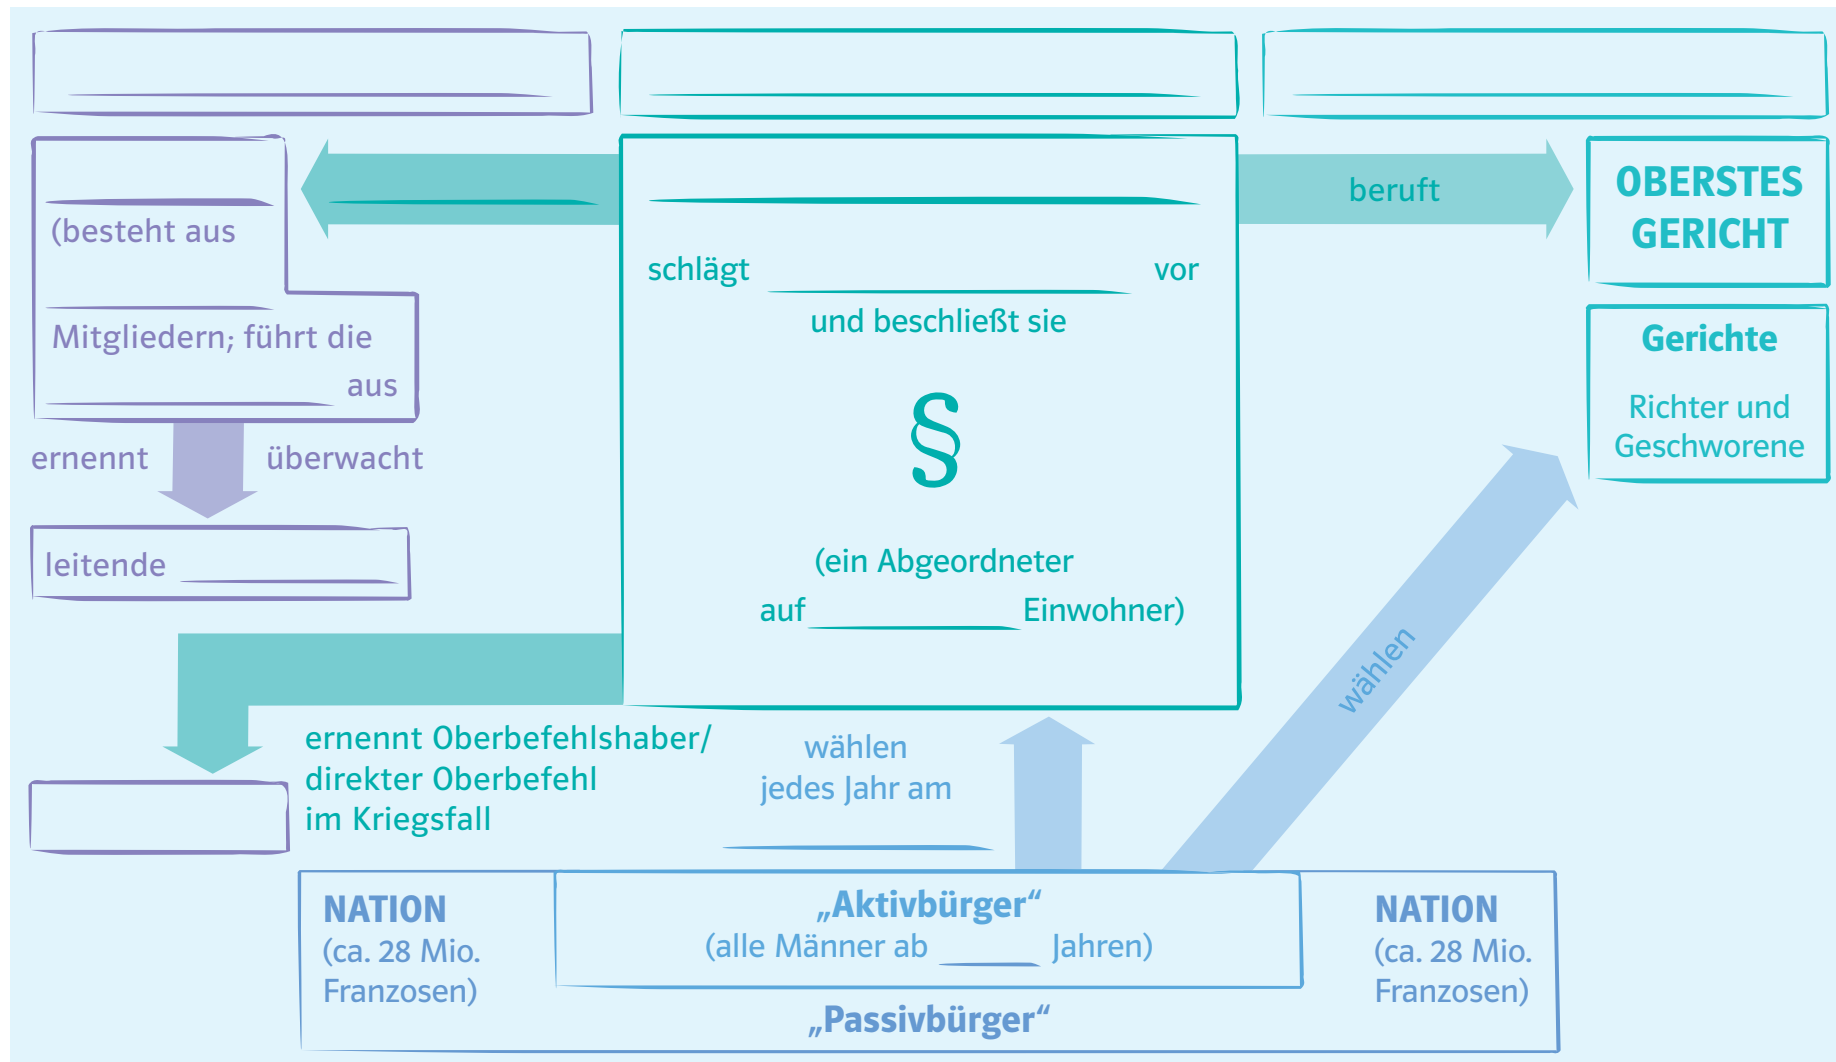 beruft
OBERSTES
GERICHT
(besteht aus
Mitgliedern; führt die
aus
ernennt
überwacht
leitende
schlägt vor
und beschließt sie
§
(ein Abgeordneter
auf Einwohner)
Gerichte
Richter und
Geschworene
wählen
ernennt Oberbefehlshaber/
direkter Oberbefehl
im Kriegsfall
wählen
jedes Jahr am
NATION
(ca. 28 Mio.
Franzosen)
„Aktivbürger“
(alle Männer ab Jahren)
„Passivbürger“
NATION
(ca. 28 Mio.
Franzosen)